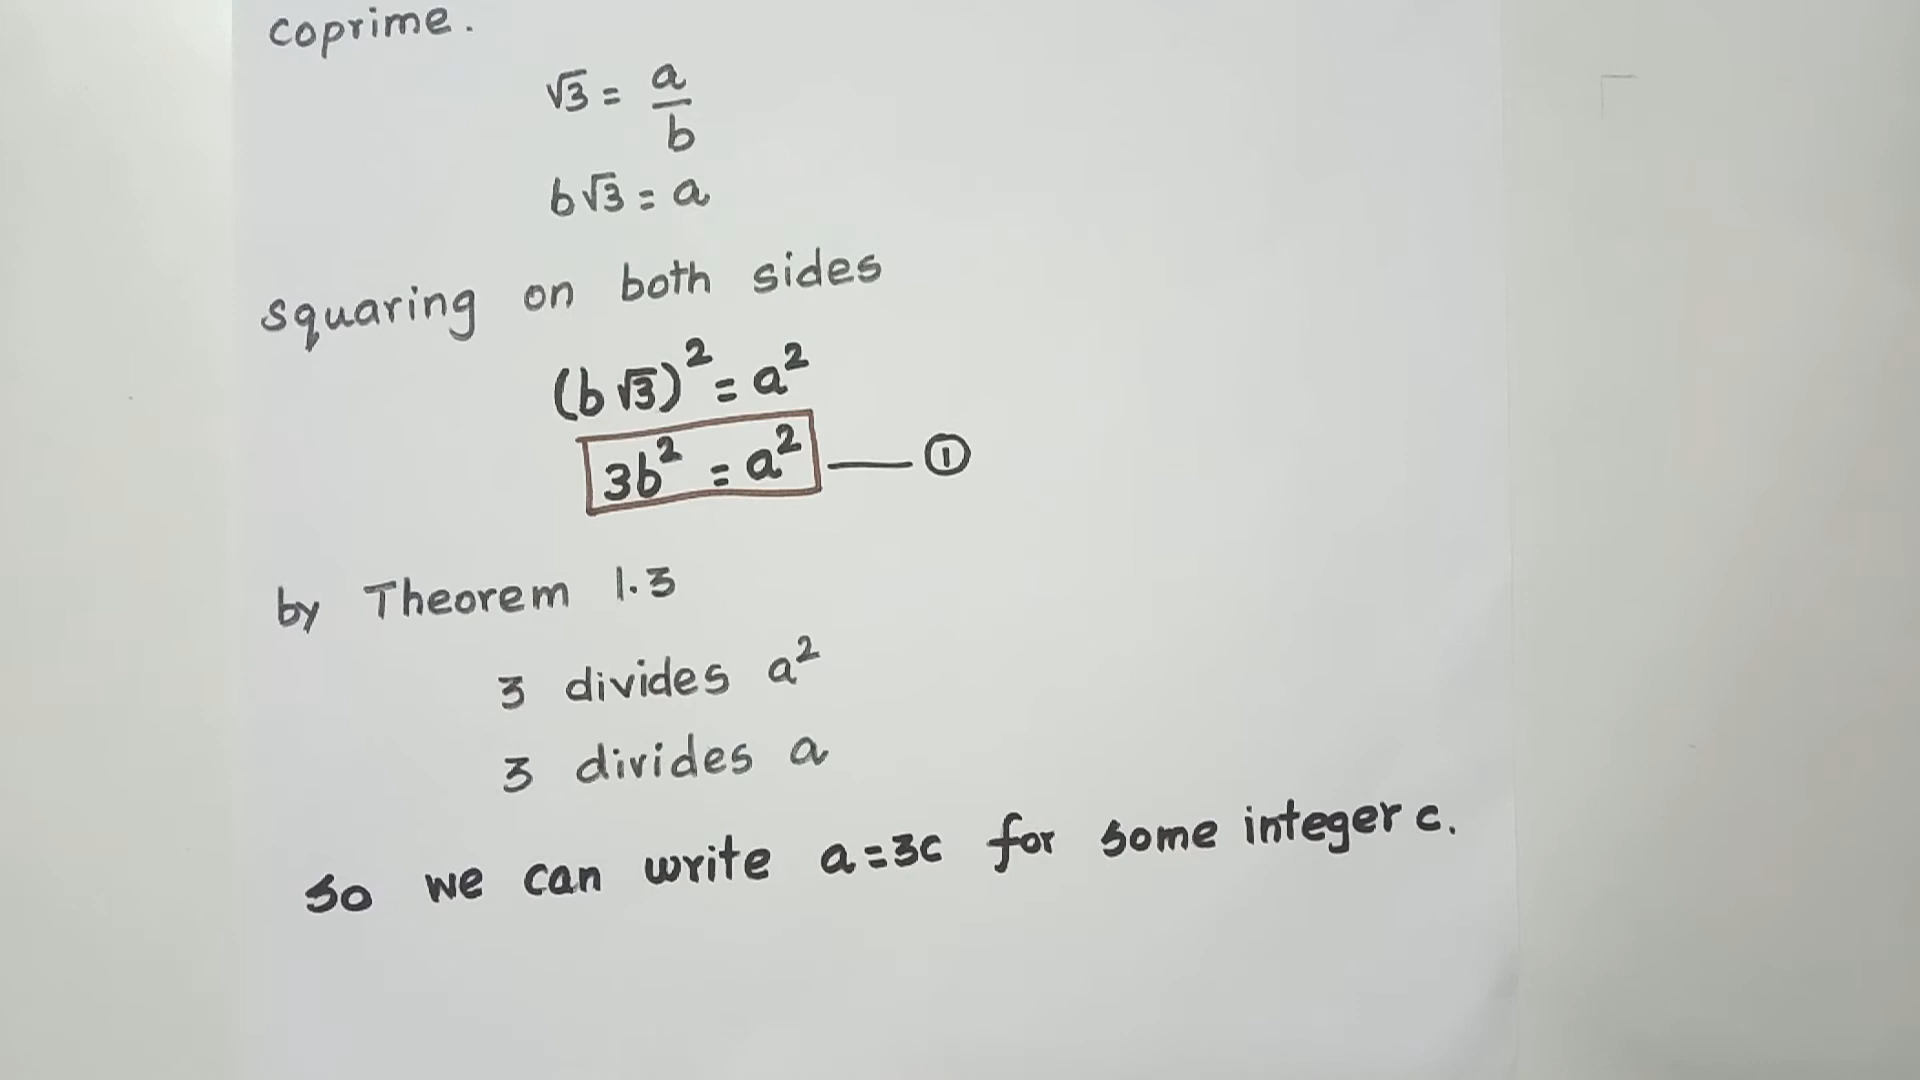 coprime.
√3 = a/b
b√3 = a
squaring on both sides
(b√3)² = a²
3b² = a² —— ①
by Theorem 1.3
3 divides a²
3 divides a
so we can write a=3c for some integer c.